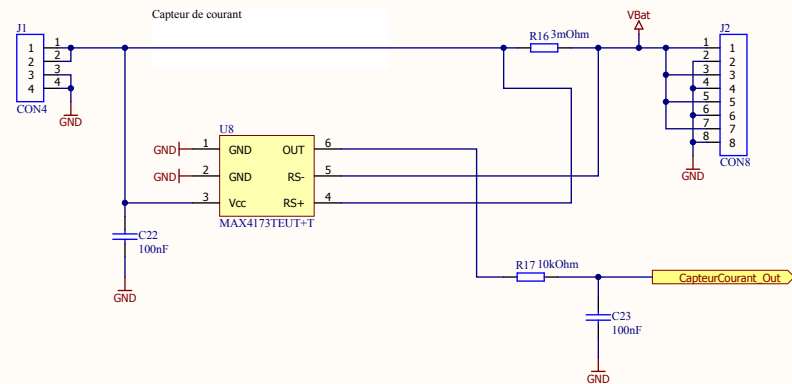 Capteur de courant
J1
1 1
2 2
3 3
4 4
CON4
GND
R16 3mOhm
VBat
J2
1 1
2 2
3 3
4 4
5 5
6 6
7 7
8 8
CON8
GND
U8
GND 1 GND OUT 6
GND 2 GND RS- 5
3 Vcc RS+ 4
MAX4173TEUT+T
C22
100nF
GND
R17 10kOhm
CapteurCourant_Out
C23
100nF
GND